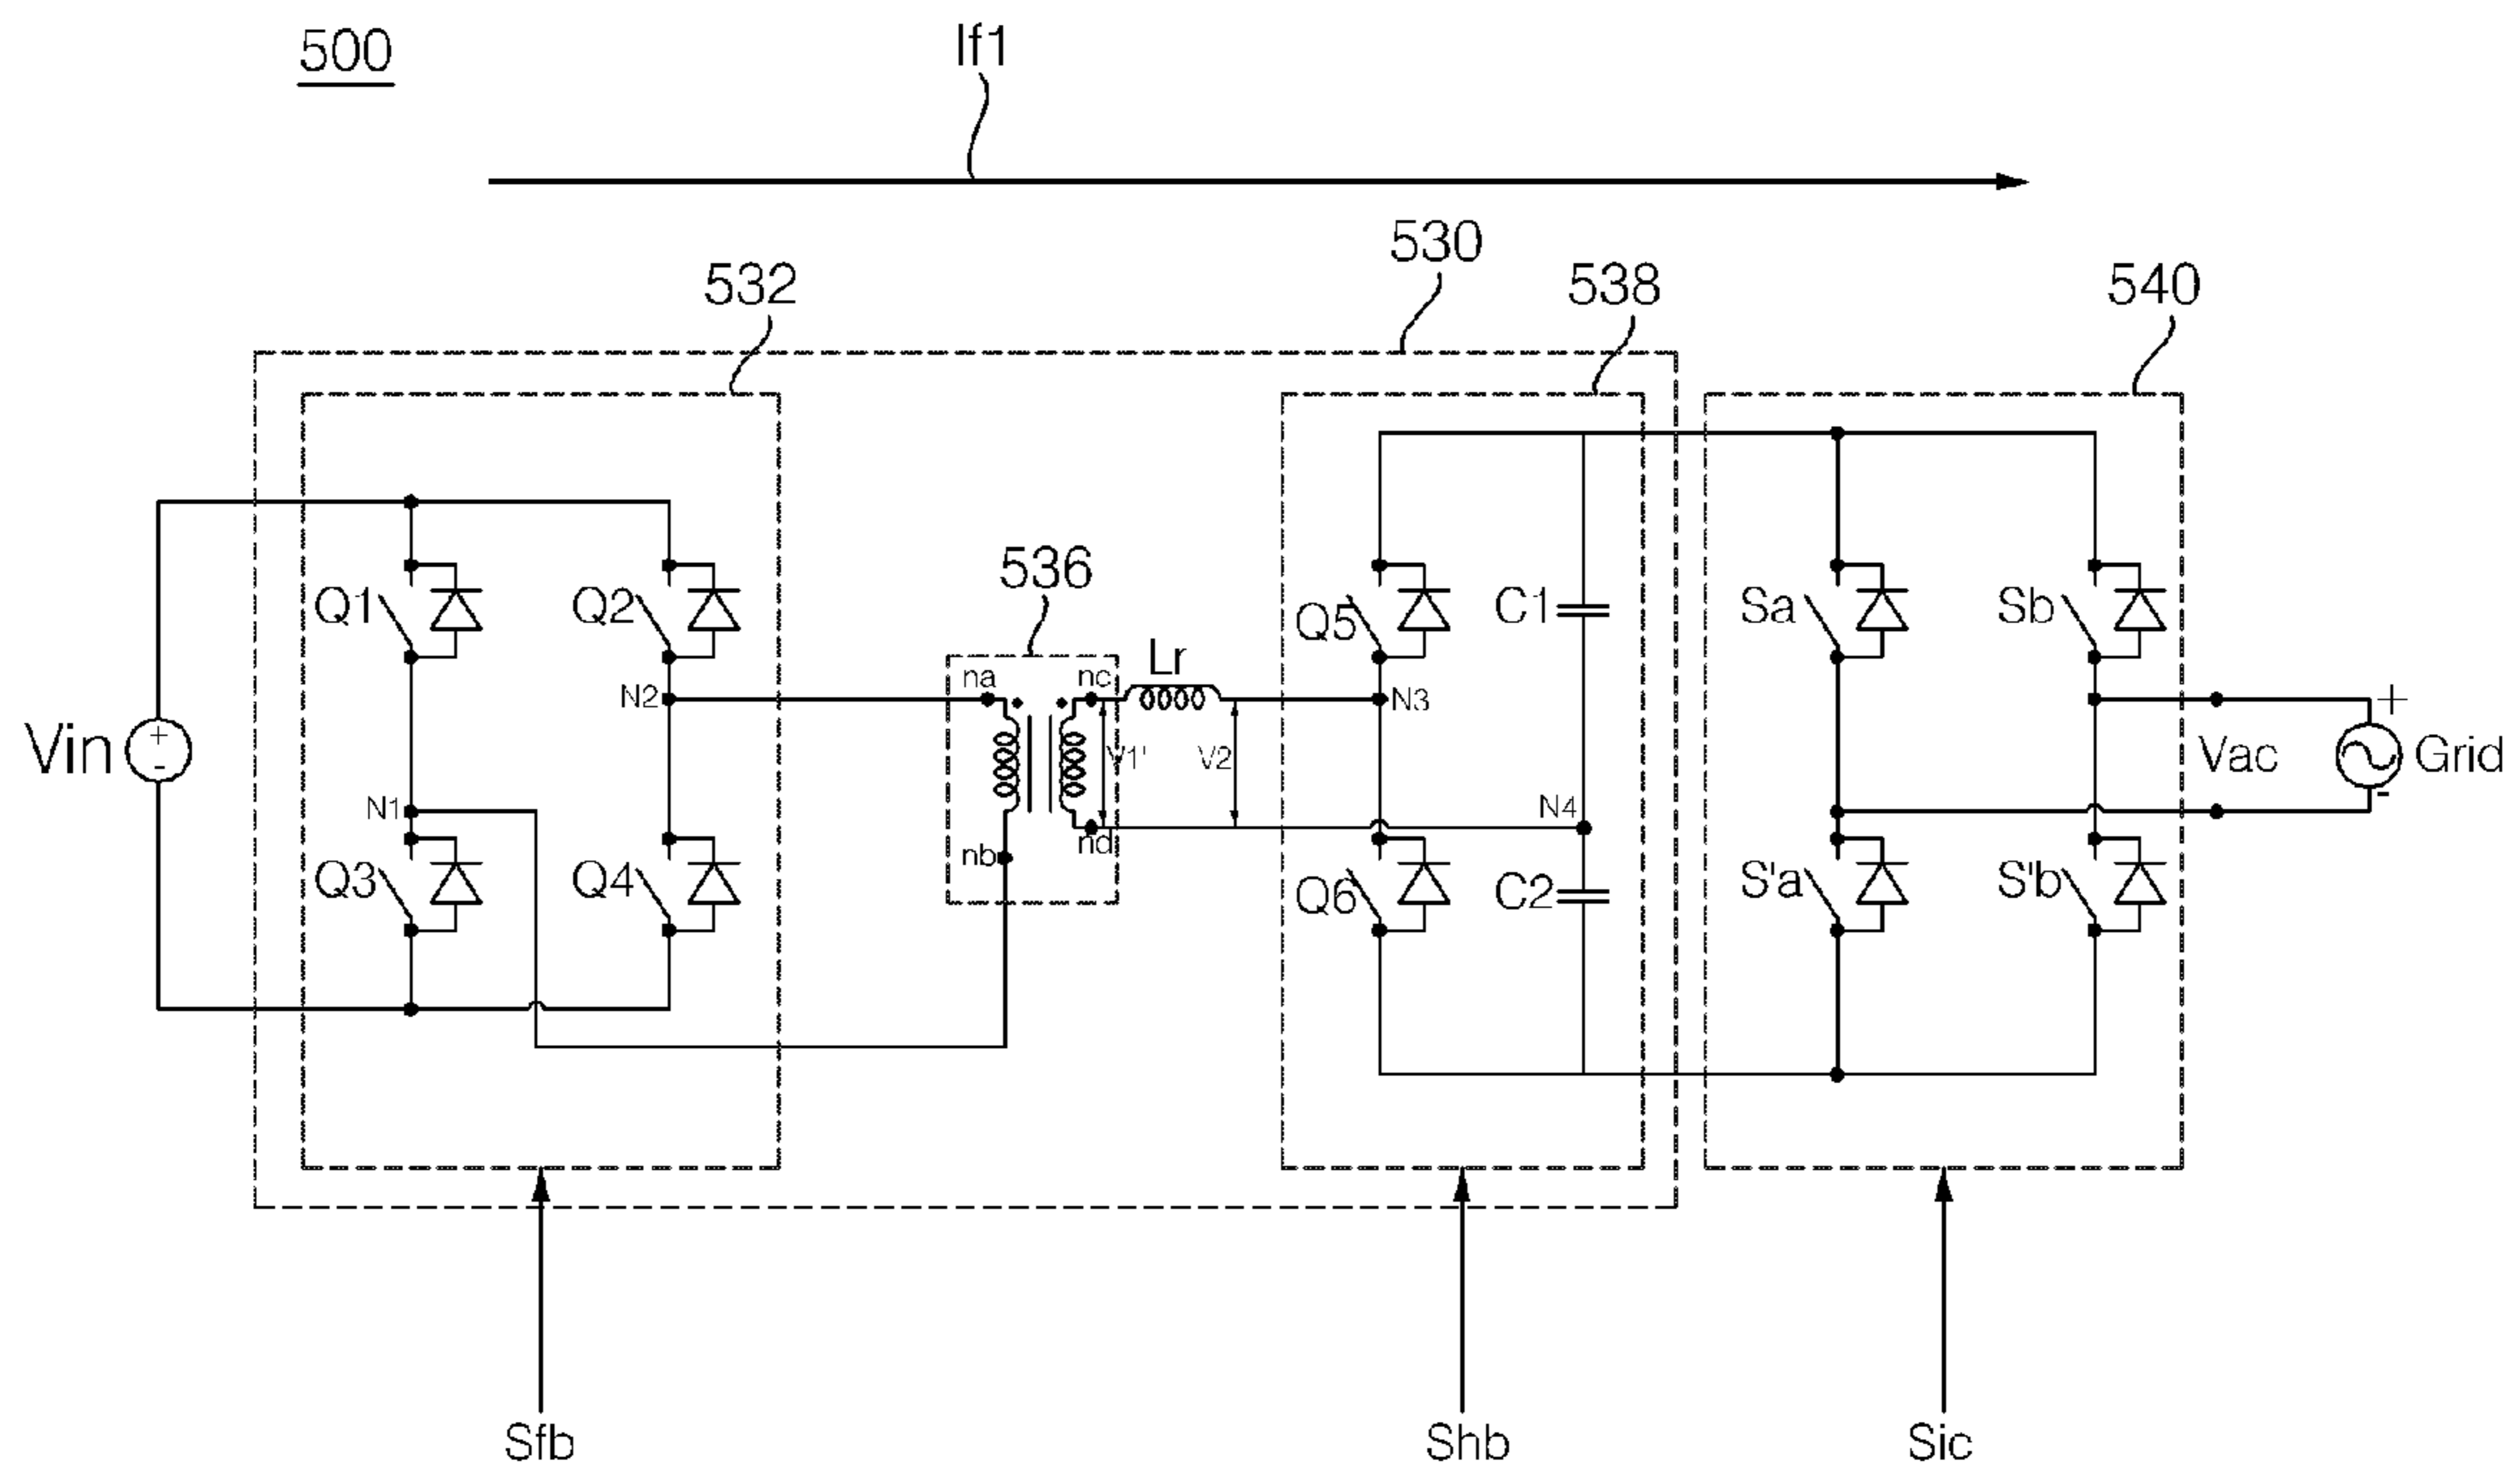 500
If1
530
532
538
540
536
Q1
Q2
Q5
C1
Sa
Sb
na
nc
Lr
N2
N3
+
Vin
+
-
V1'
V2
Vac
Grid
-
N1
N4
nb
nd
Q3
Q4
Q6
C2
S'a
S'b
Sfb
Shb
Sic